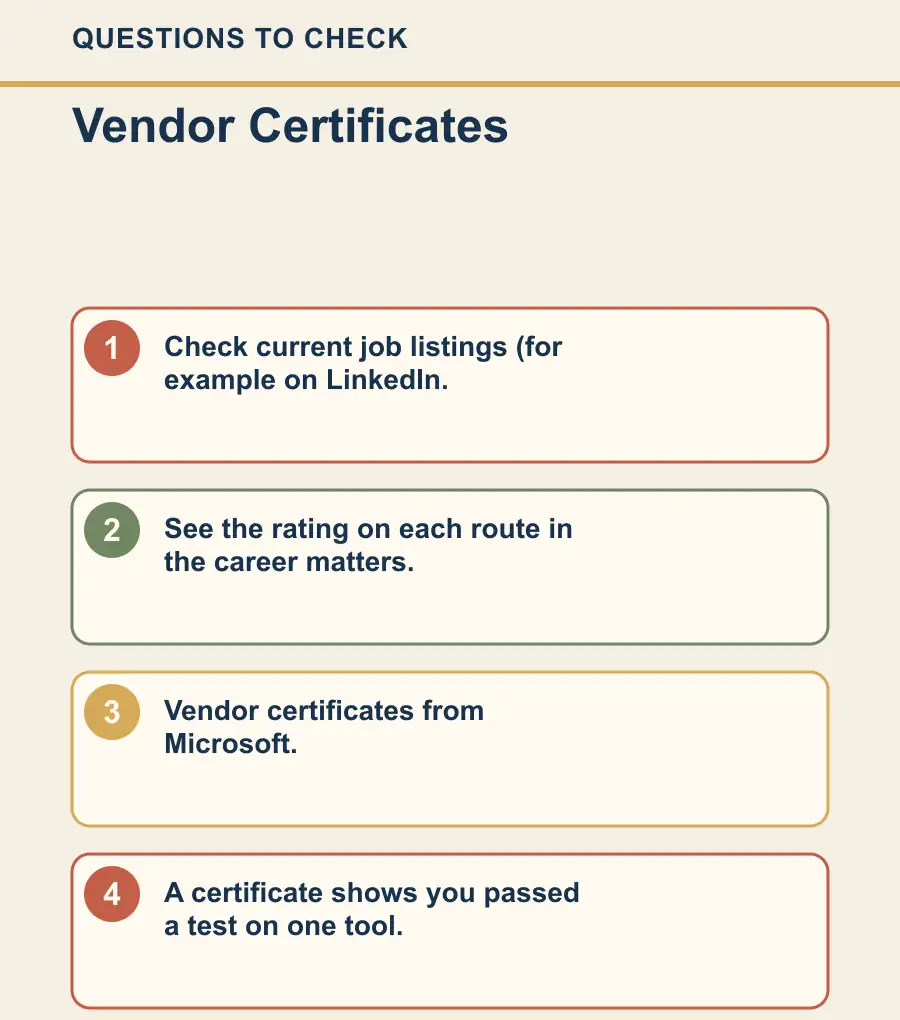 QUESTIONS TO CHECK
Vendor Certificates
1
Check current job listings (for
example on LinkedIn.
2
See the rating on each route in
the career matters.
3
Vendor certificates from
Microsoft.
4
A certificate shows you passed
a test on one tool.